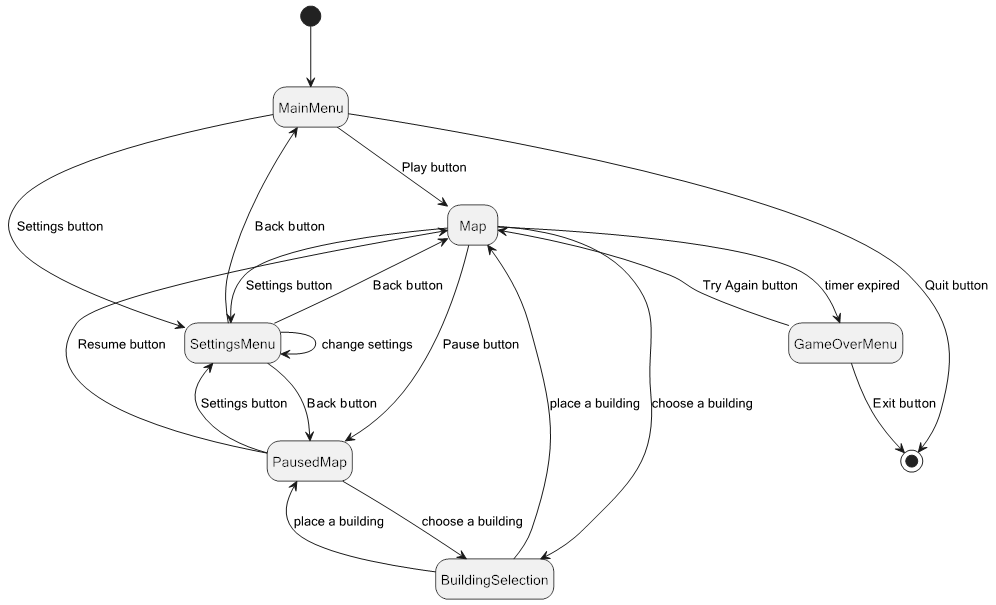 MainMenu
Play button
Settings button
Back button
Map
Settings button
Back button
Try Again button
timer expired
Quit button
Resume button
SettingsMenu
change settings
Pause button
GameOverMenu
Settings button
Back button
place a building
choose a building
Exit button
PausedMap
place a building
choose a building
BuildingSelection